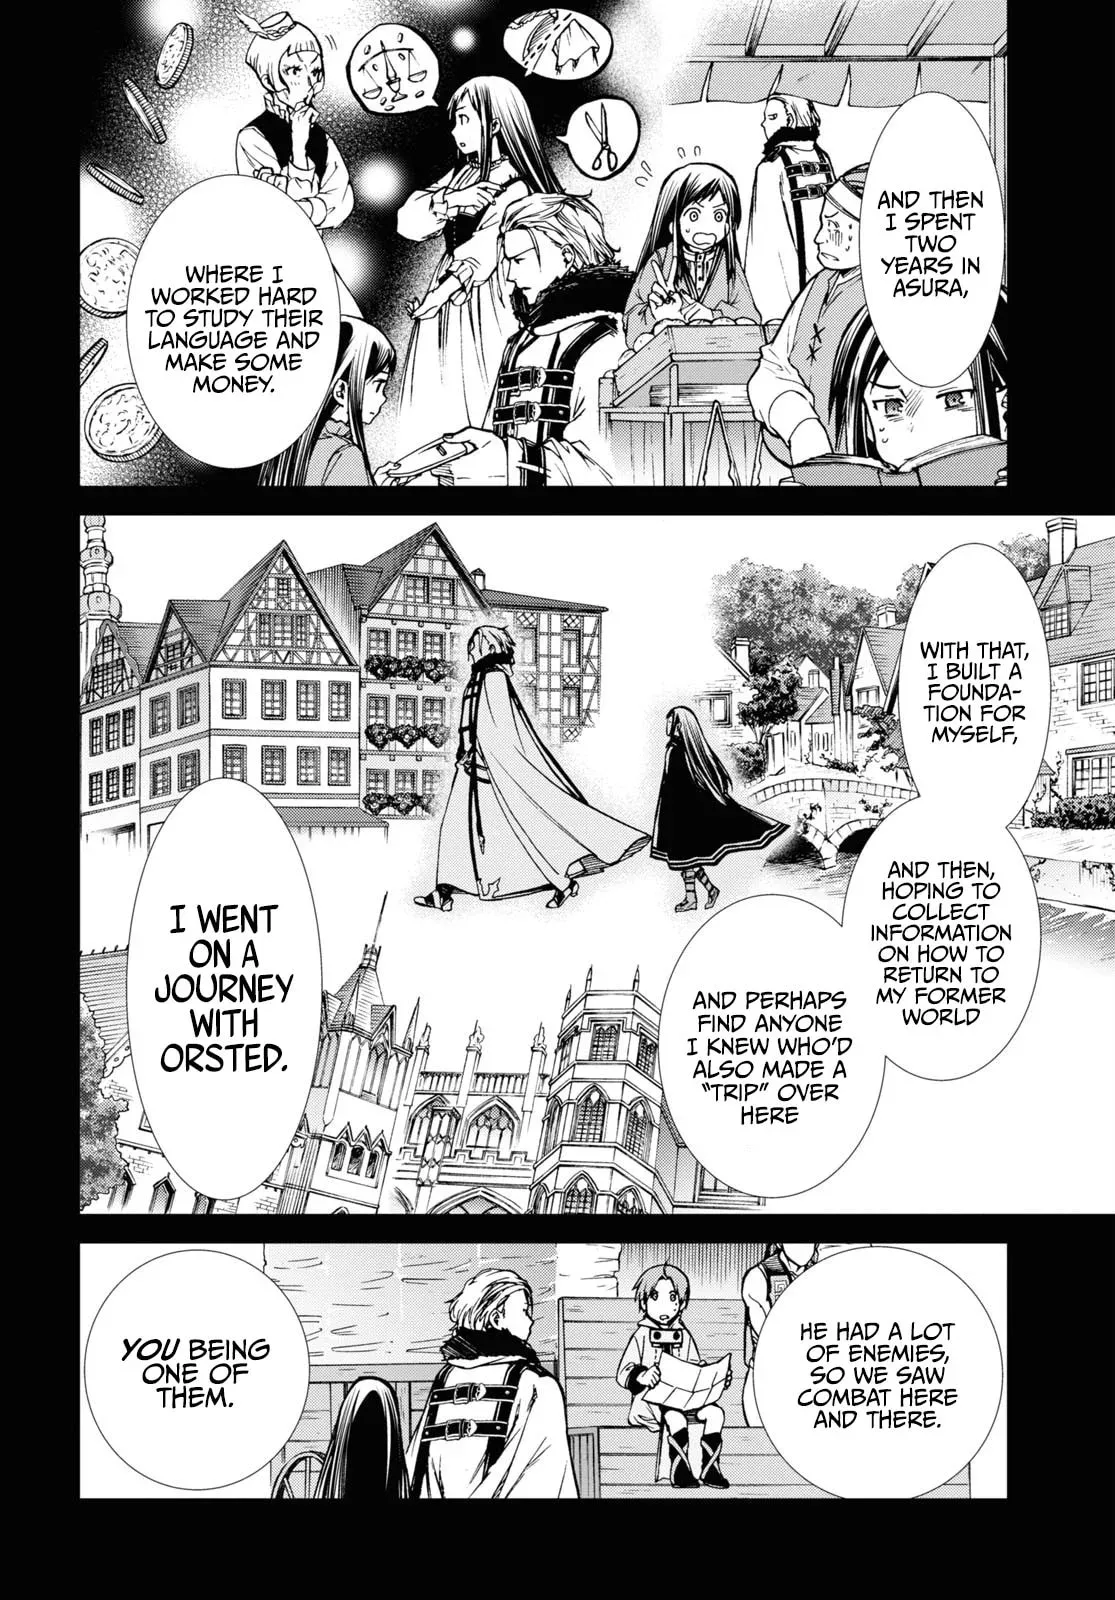 AND THEN
I SPENT
TWO
YEARS IN
ASURA,
WHERE I
WORKED HARD
TO STUDY THEIR
LANGUAGE AND
MAKE SOME
MONEY.
WITH THAT,
I BUILT A
FOUNDA-
TION FOR
MYSELF,
AND THEN,
HOPING TO
COLLECT
INFORMATION
ON HOW TO
RETURN TO
MY FORMER
WORLD
AND PERHAPS
FIND ANYONE
I KNEW WHO'D
ALSO MADE A
"TRIP" OVER
HERE
I WENT
ON A
JOURNEY
WITH
ORSTED.
HE HAD A LOT
OF ENEMIES,
SO WE SAW
COMBAT HERE
AND THERE.
YOU BEING
ONE OF
THEM.